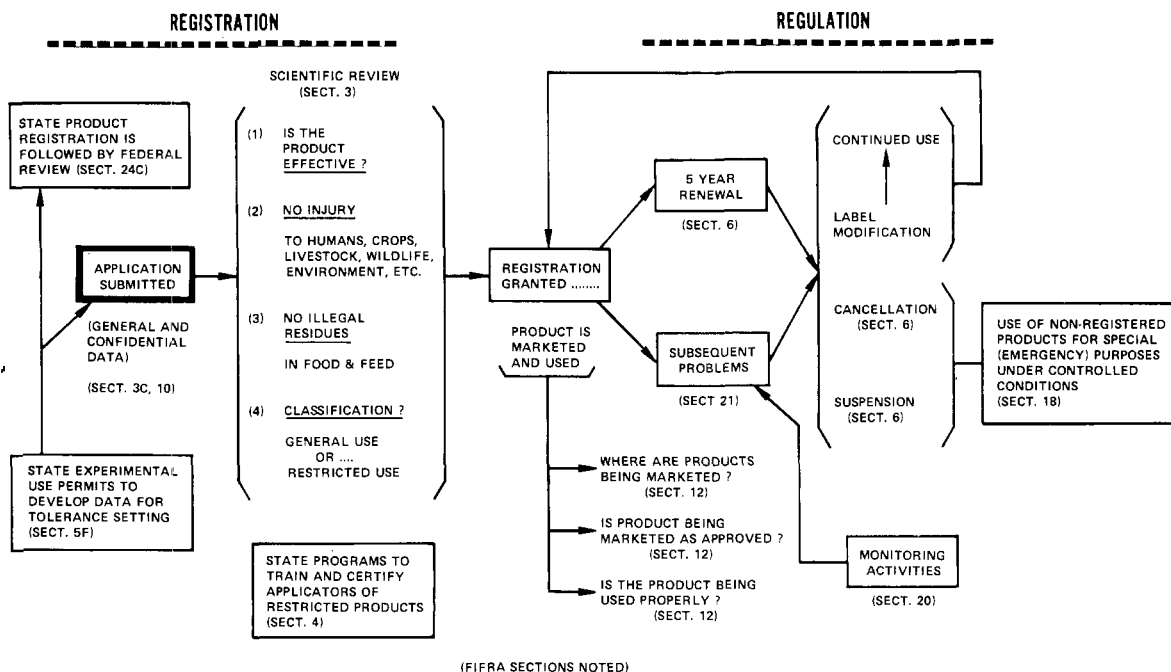 REGISTRATION
REGULATION
STATE PRODUCT
REGISTRATION IS
FOLLOWED BY FEDERAL
REVIEW (SECT. 24C)
APPLICATION
SUBMITTED
(GENERAL AND
CONFIDENTIAL
DATA)
(SECT. 3C, 10)
STATE EXPERIMENTAL
USE PERMITS TO
DEVELOP DATA FOR
TOLERANCE SETTING
(SECT. 5F)
SCIENTIFIC REVIEW
(SECT. 3)
(1) IS THE
PRODUCT
EFFECTIVE ?
(2) NO INJURY
TO HUMANS, CROPS,
LIVESTOCK, WILDLIFE,
ENVIRONMENT, ETC.
(3) NO ILLEGAL
RESIDUES
IN FOOD & FEED
(4) CLASSIFICATION ?
GENERAL USE
OR ....
RESTRICTED USE
STATE PROGRAMS TO
TRAIN AND CERTIFY
APPLICATORS OF
RESTRICTED PRODUCTS
(SECT. 4)
REGISTRATION
GRANTED ........
PRODUCT IS
MARKETED
AND USED
5 YEAR
RENEWAL
(SECT. 6)
SUBSEQUENT
PROBLEMS
(SECT 21)
WHERE ARE PRODUCTS
BEING MARKETED ?
(SECT. 12)
IS PRODUCT BEING
MARKETED AS APPROVED ?
(SECT. 12)
IS THE PRODUCT BEING
USED PROPERLY ?
(SECT. 12)
CONTINUED USE
LABEL
MODIFICATION
CANCELLATION
(SECT. 6)
SUSPENSION
(SECT. 6)
MONITORING
ACTIVITIES
(SECT. 20)
USE OF NON-REGISTERED
PRODUCTS FOR SPECIAL
(EMERGENCY) PURPOSES
UNDER CONTROLLED
CONDITIONS
(SECT. 18)
(FIFRA SECTIONS NOTED)